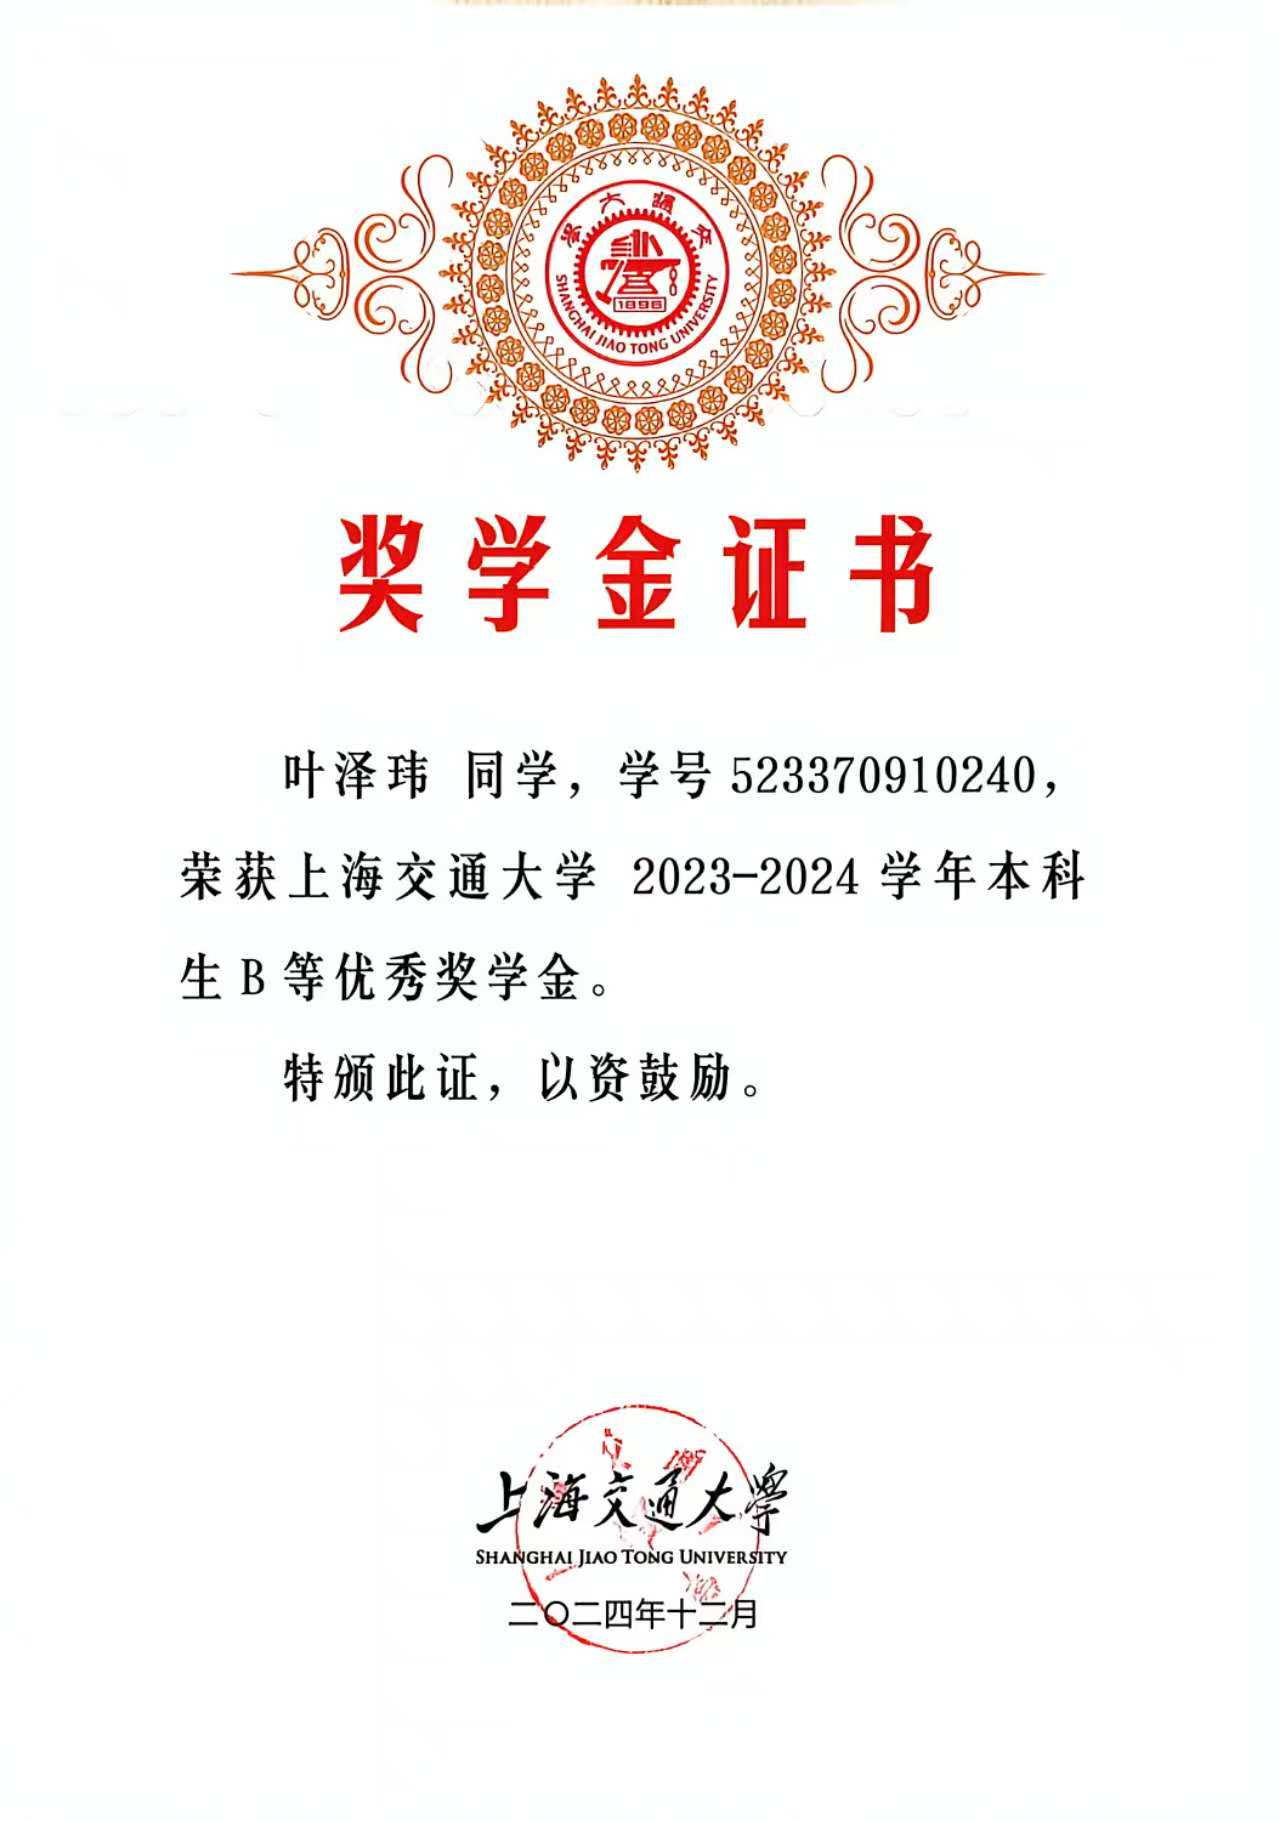 交通大學
SHANGHAI JIAO TONG UNIVERSITY
1896
奖学金证书
叶泽玮 同学，学号 523370910240，
荣获上海交通大学 2023-2024 学年本科
生 B 等优秀奖学金。
特颁此证，以资鼓励。
上海交通大學
SHANGHAI JIAO TONG UNIVERSITY
二〇二四年十二月